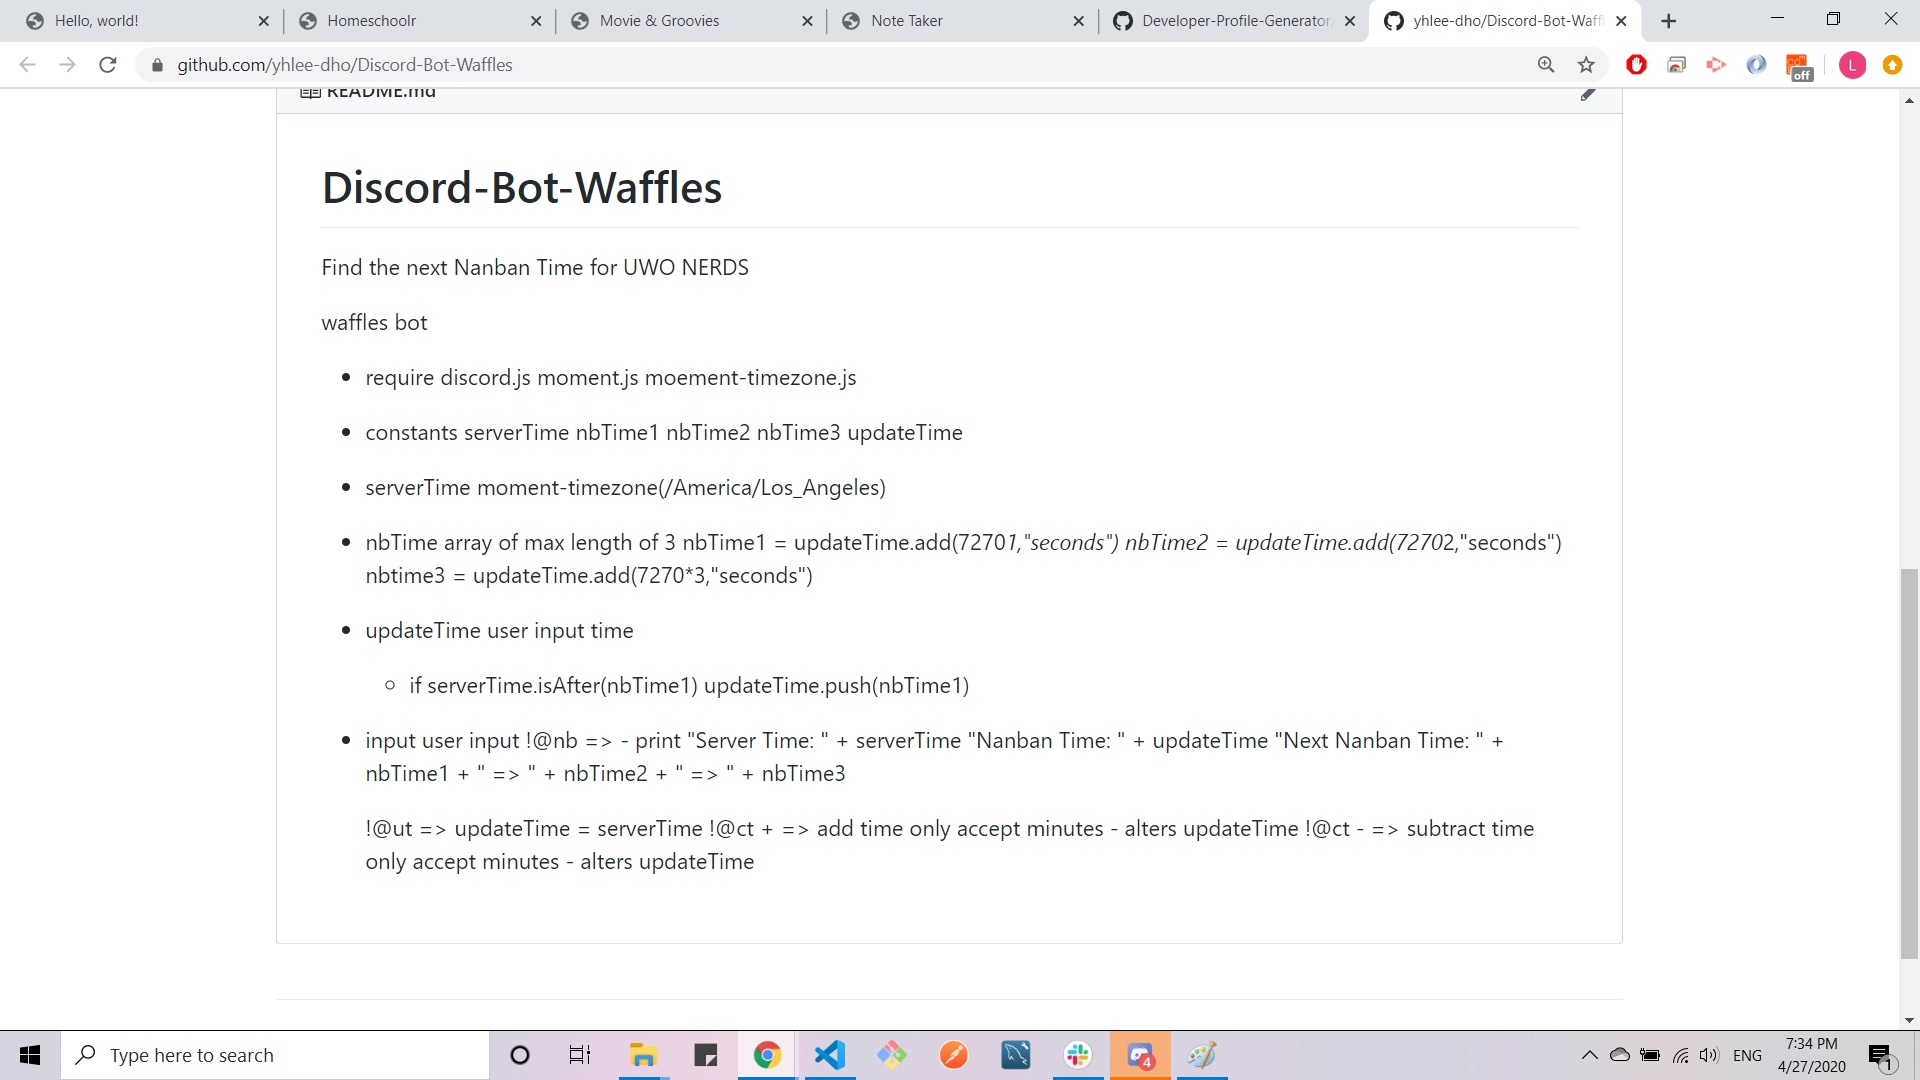 Hello, world!
Homeschoolr
Movie & Groovies
Note Taker
Developer-Profile-Generator
yhlee-dho/Discord-Bot-Waffl
github.com/yhlee-dho/Discord-Bot-Waffles
off
L
README.md
Discord-Bot-Waffles
Find the next Nanban Time for UWO NERDS
waffles bot
require discord.js moment.js moement-timezone.js
constants serverTime nbTime1 nbTime2 nbTime3 updateTime
serverTime moment-timezone(/America/Los_Angeles)
nbTime array of max length of 3 nbTime1 = updateTime.add(72701,"seconds") nbTime2 = updateTime.add(72702,"seconds")
nbtime3 = updateTime.add(7270*3,"seconds")
updateTime user input time
if serverTime.isAfter(nbTime1) updateTime.push(nbTime1)
input user input !@nb => - print "Server Time: " + serverTime "Nanban Time: " + updateTime "Next Nanban Time: " +
nbTime1 + " => " + nbTime2 + " => " + nbTime3
!@ut => updateTime = serverTime !@ct + => add time only accept minutes - alters updateTime !@ct - => subtract time
only accept minutes - alters updateTime
Type here to search
4
ENG
7:34 PM
4/27/2020
1